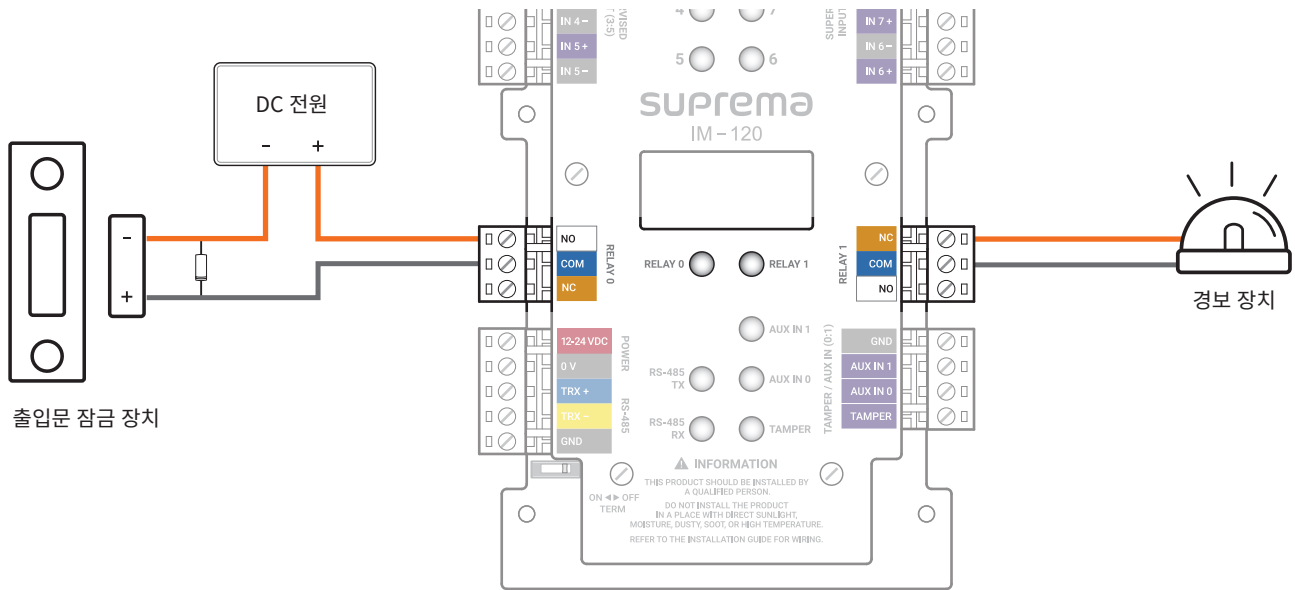 IN 4 –
IN 5 +
IN 5 –
(3:5)
5
6
IN 7 +
IN 6 –
IN 6 +
INPUT
suprema
IM – 120
DC 전원
– +
–
+
출입문 잠금 장치
NO
COM
NC
RELAY 0
RELAY 0
RELAY 1
RELAY 1
NC
COM
NO
경보 장치
12-24 VDC
0 V
TRX +
TRX –
GND
POWER
RS-485
AUX IN 1
RS-485
TX
AUX IN 0
RS-485
RX
TAMPER
TAMPER / AUX IN (0:1)
GND
AUX IN 1
AUX IN 0
TAMPER
ON ◀▶ OFF
TERM
INFORMATION
THIS PRODUCT SHOULD BE INSTALLED BY
A QUALIFIED PERSON.
DO NOT INSTALL THE PRODUCT
IN A PLACE WITH DIRECT SUNLIGHT,
MOISTURE, DUSTY, SOOT, OR HIGH TEMPERATURE.
REFER TO THE INSTALLATION GUIDE FOR WIRING.